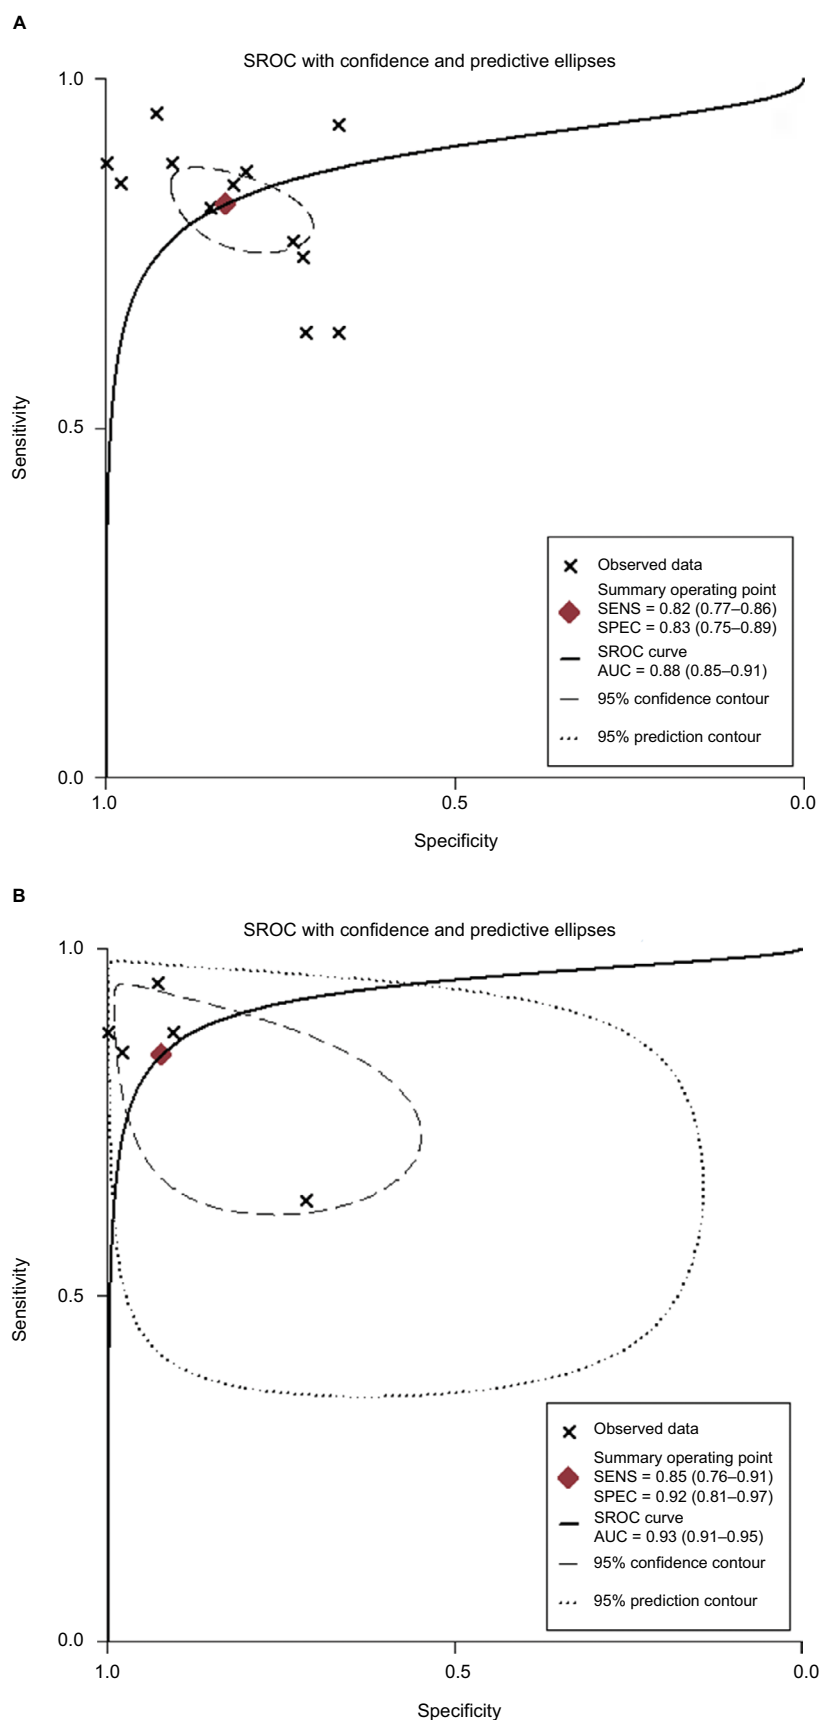 A
SROC with confidence and predictive ellipses
1.0
0.5
0.0
Sensitivity
Observed data
Summary operating point
SENS = 0.82 (0.77–0.86)
SPEC = 0.83 (0.75–0.89)
SROC curve
AUC = 0.88 (0.85–0.91)
95% confidence contour
95% prediction contour
1.0
0.5
0.0
Specificity
B
SROC with confidence and predictive ellipses
1.0
0.5
0.0
Sensitivity
Observed data
Summary operating point
SENS = 0.85 (0.76–0.91)
SPEC = 0.92 (0.81–0.97)
SROC curve
AUC = 0.93 (0.91–0.95)
95% confidence contour
95% prediction contour
1.0
0.5
0.0
Specificity